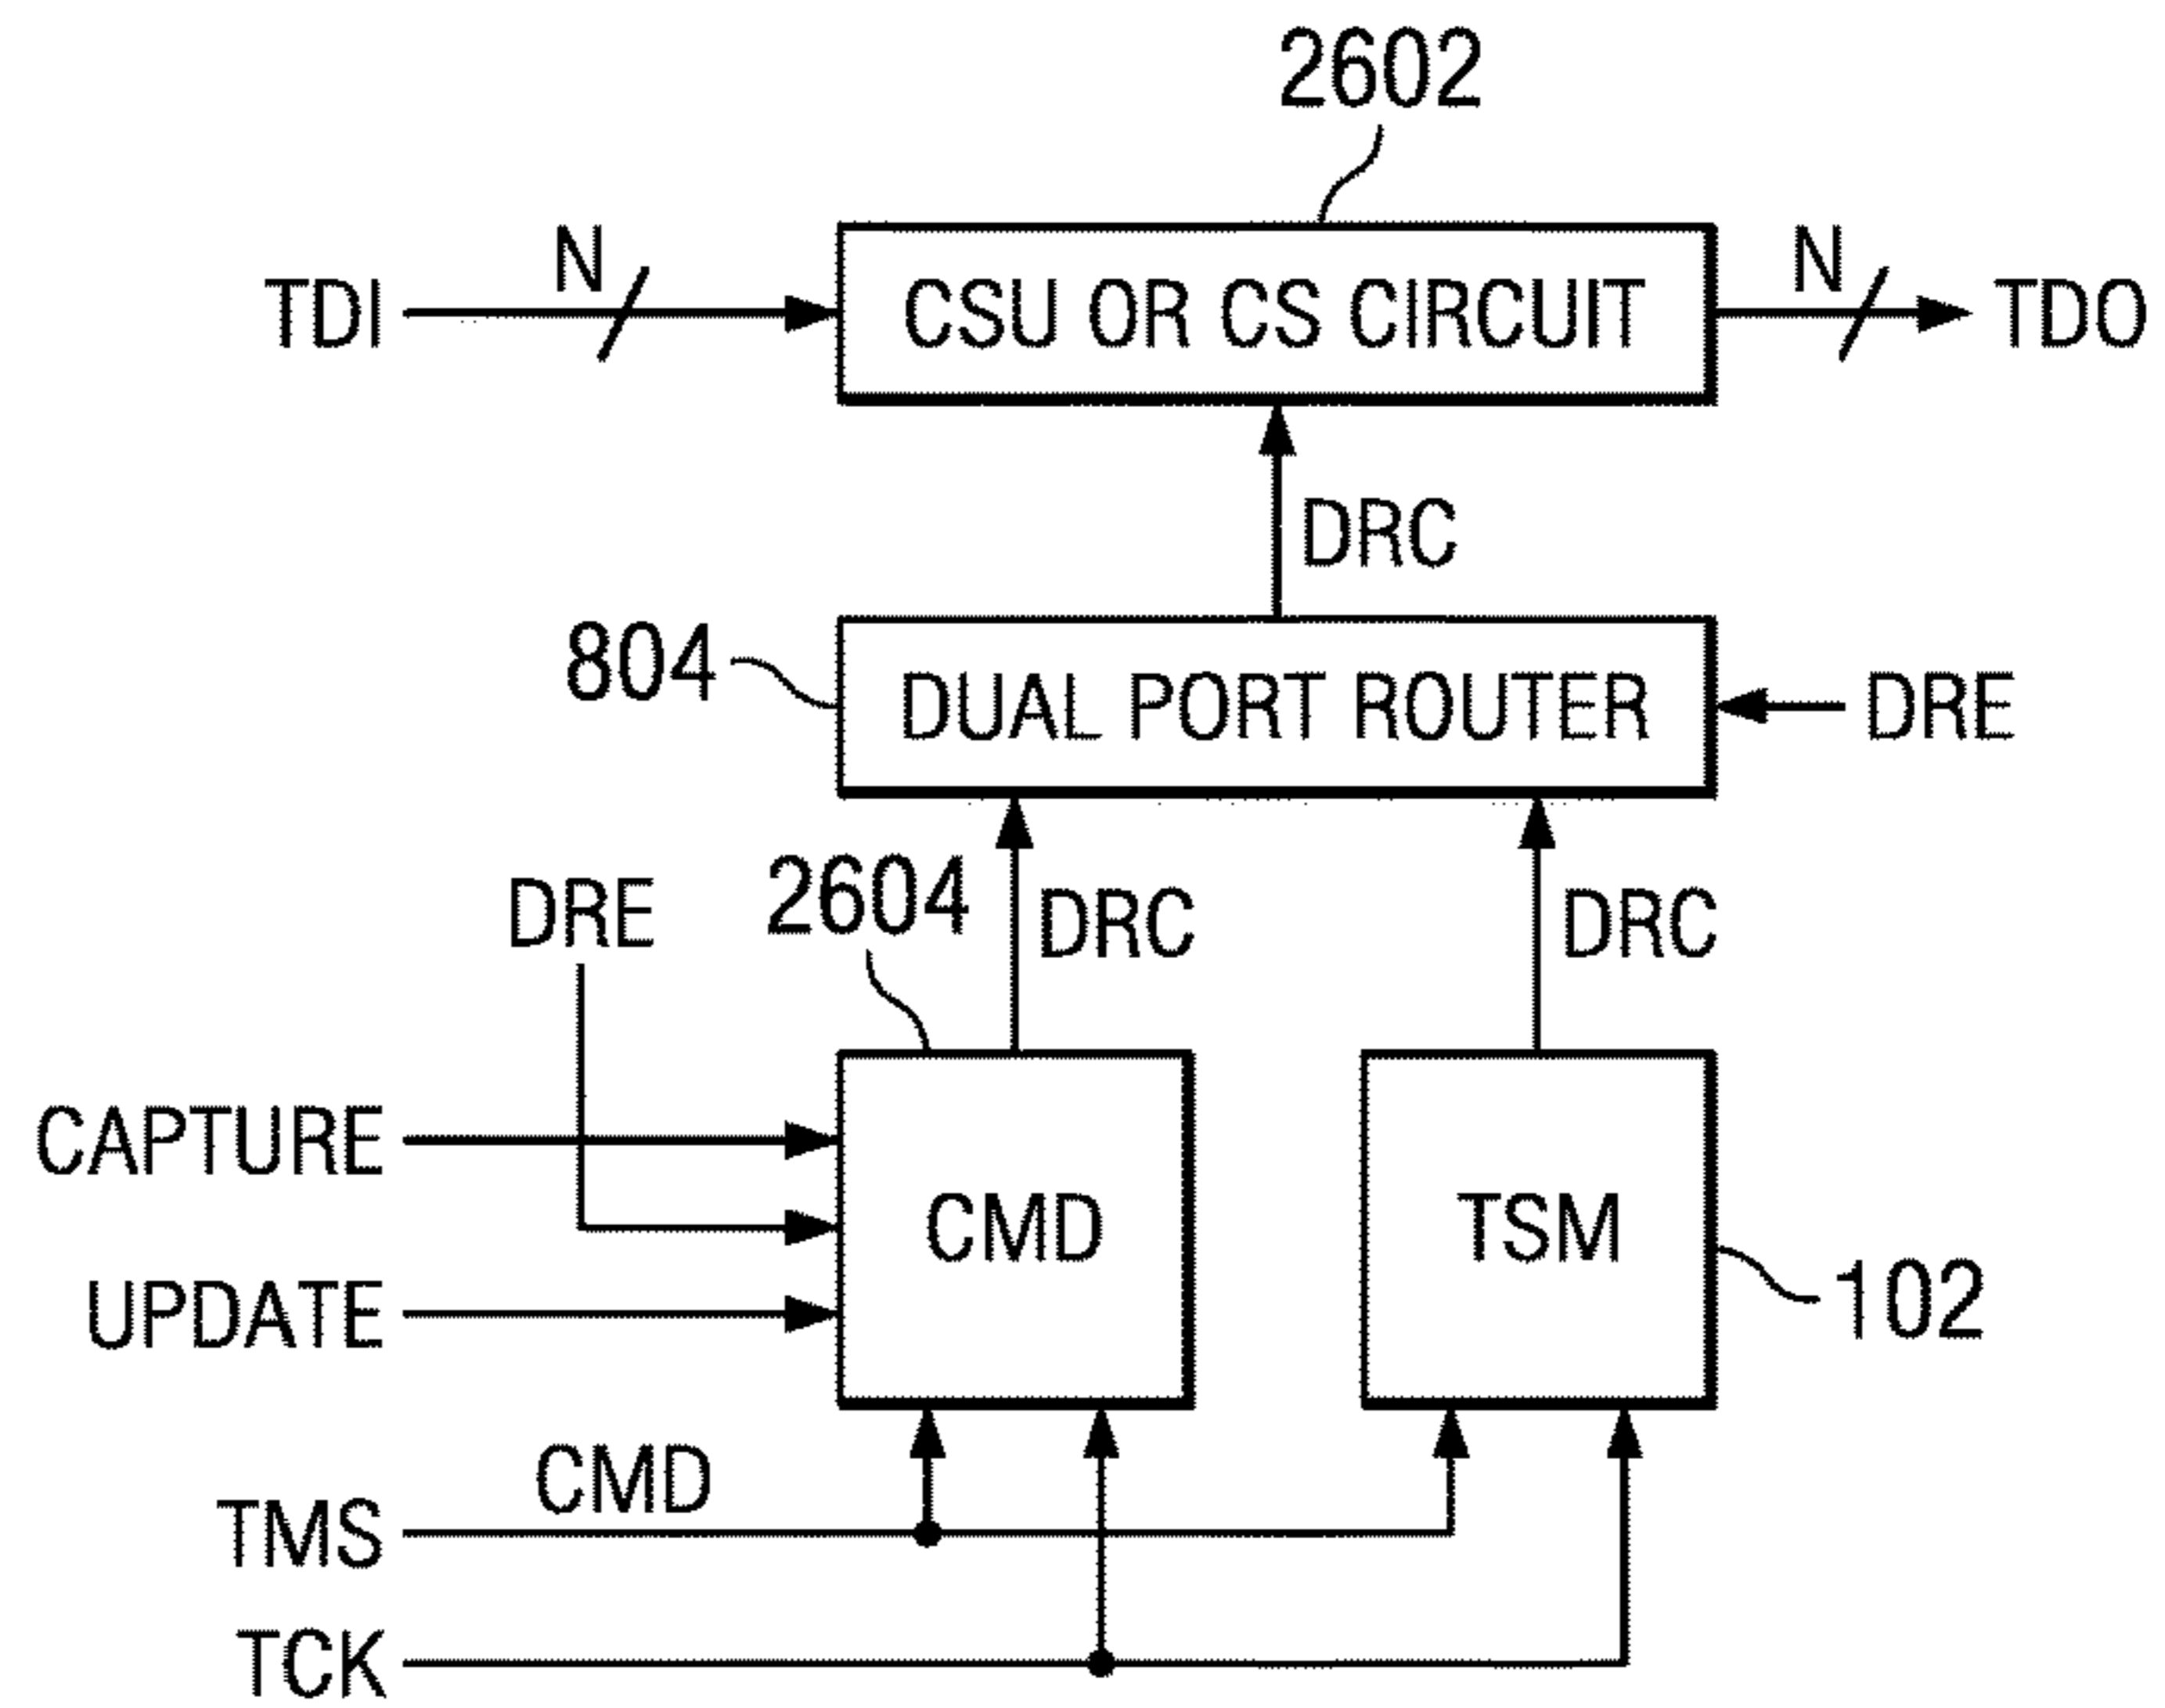 2602
TDI
N
CSU OR CS CIRCUIT
N
TDO
DRC
804
DUAL PORT ROUTER
DRE
DRE
2604
DRC
DRC
CAPTURE
CMD
TSM
UPDATE
102
CMD
TMS
TCK